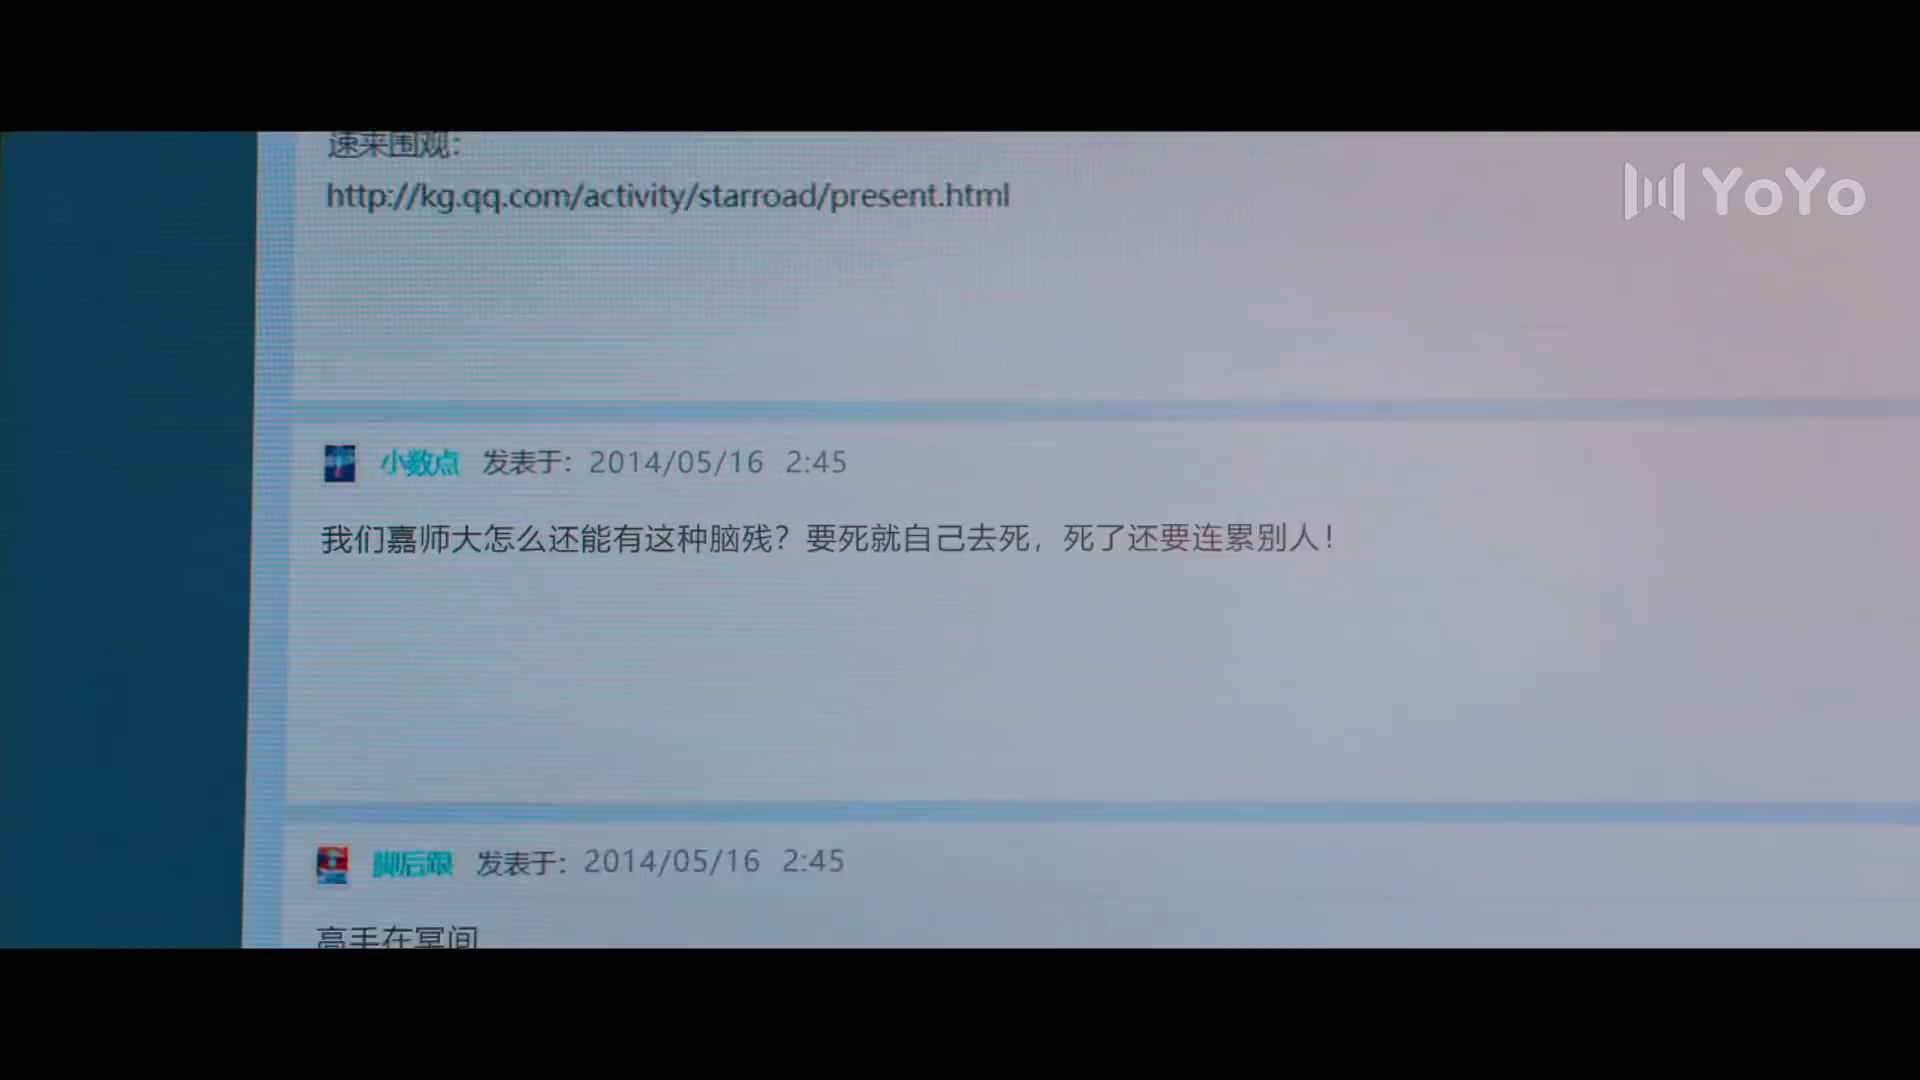 速来围观:
http://kg.qq.com/activity/starroad/present.html
YoYo
小数点 发表于: 2014/05/16 2:45
我们嘉师大怎么还能有这种脑残？要死就自己去死，死了还要连累别人！
脚后跟 发表于: 2014/05/16 2:45
高手在冥间